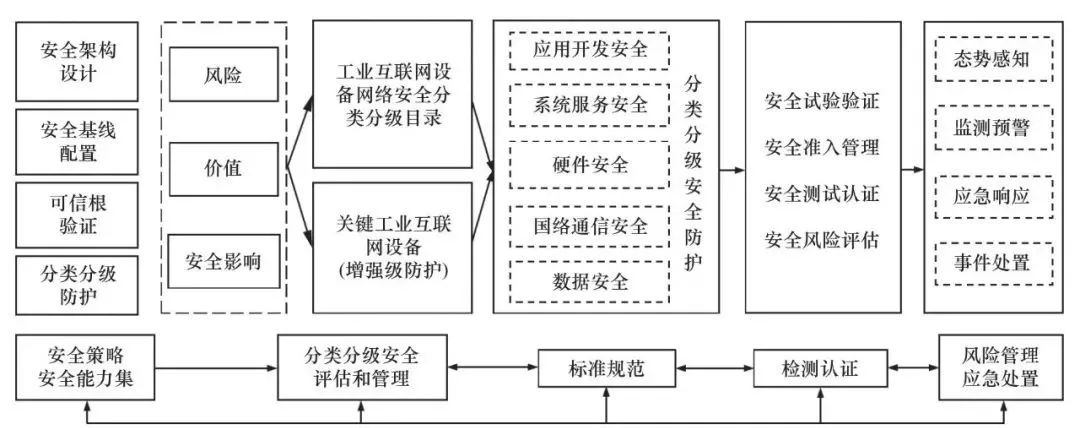 安全架构
设计
安全基线
配置
可信根
验证
分类分级
防护
风险
价值
安全影响
工业互联网设
备网络安全分
类分级目录
关键工业互联
网设备
(增强级防护)
应用开发安全
系统服务安全
硬件安全
国络通信安全
数据安全
分类分级安全防护
安全试验验证
安全准入管理
安全测试认证
安全风险评估
态势感知
监测预警
应急响应
事件处置
安全策略
安全能力集
分类分级安全
评估和管理
标准规范
检测认证
风险管理
应急处置